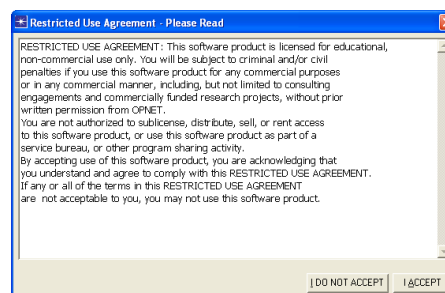 Restricted Use Agreement - Please Read
RESTRICTED USE AGREEMENT: This software product is licensed for educational,
non-commercial use only. You will be subject to criminal and/or civil
penalties if you use this software product for any commercial purposes
or in any commercial manner, including, but not limited to consulting
engagements and commercially funded research projects, without prior
written permission from OPNET.
You are not authorized to sublicense, distribute, sell, or rent access
to this software product, or use this software product as part of a
service bureau, or other program sharing activity.
By accepting use of this software product, you are acknowledging that
you understand and agree to comply with this RESTRICTED USE AGREEMENT.
If any or all of the terms in this RESTRICTED USE AGREEMENT
are not acceptable to you, you may not use this software product.
I DO NOT ACCEPT I ACCEPT